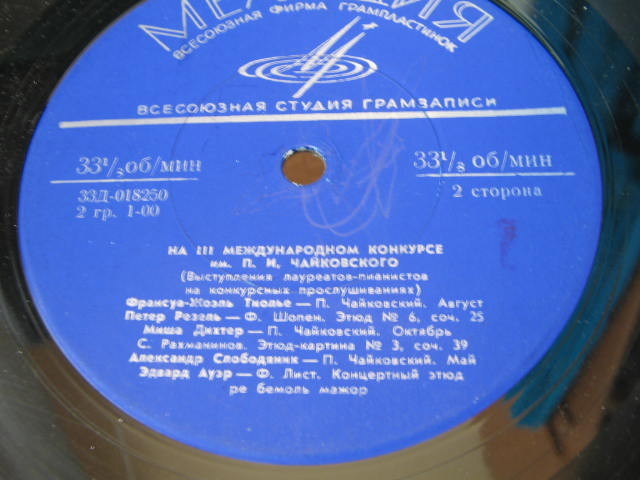 ВСЕСОЮЗНАЯ ФИРМА ГРАМПЛАСТИНОК
ВСЕСОЮЗНАЯ СТУДИЯ ГРАМЗАПИСИ
33¹/₃ об/мин
33Д-018250
2 гр. 1-00
33¹/₃ об/мин
2 сторона
НА III МЕЖДУНАРОДНОМ КОНКУРСЕ
им. П. И. ЧАЙКОВСКОГО
(Выступления лауреатов-пианистов
на конкурсных прослушиваниях)
Франсуа-Жоэль Тиолье — П. Чайковский. Август
Петер Резель — Ф. Шопен. Этюд № 6, соч. 25
Миша Дихтер — П. Чайковский. Октябрь
С. Рахманинов. Этюд-картина № 3, соч. 39
Александр Слободяник — П. Чайковский. Май
Эдвард Ауэр — Ф. Лист. Концертный этюд
ре бемоль мажор